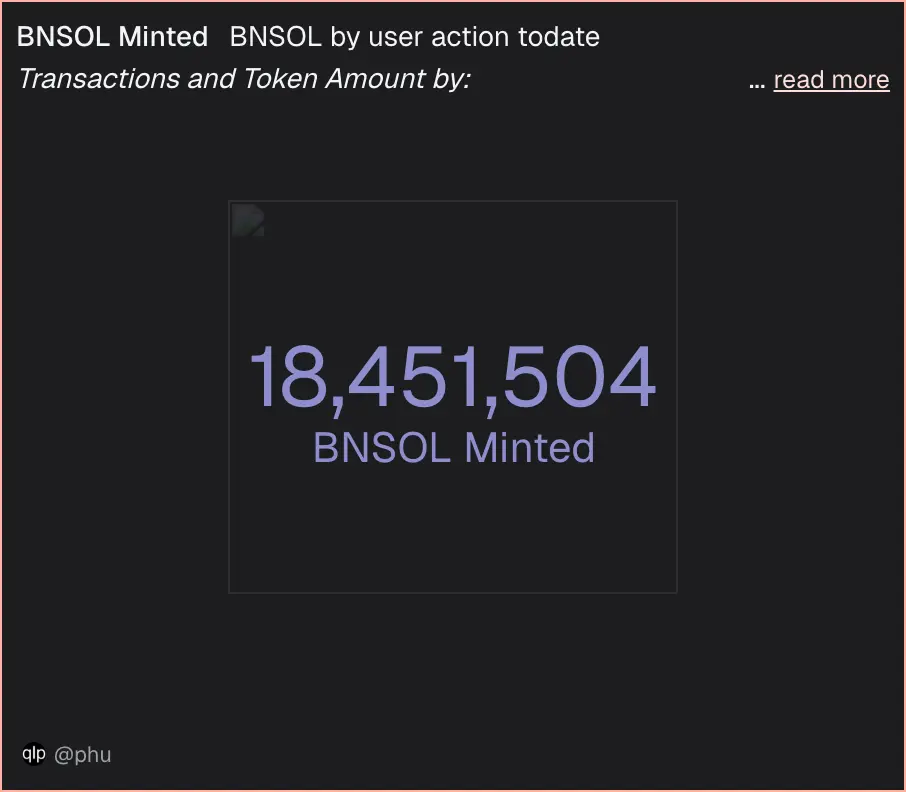 BNSOL Minted BNSOL by user action todate
Transactions and Token Amount by: ... read more
18,451,504
BNSOL Minted
qlp @phu